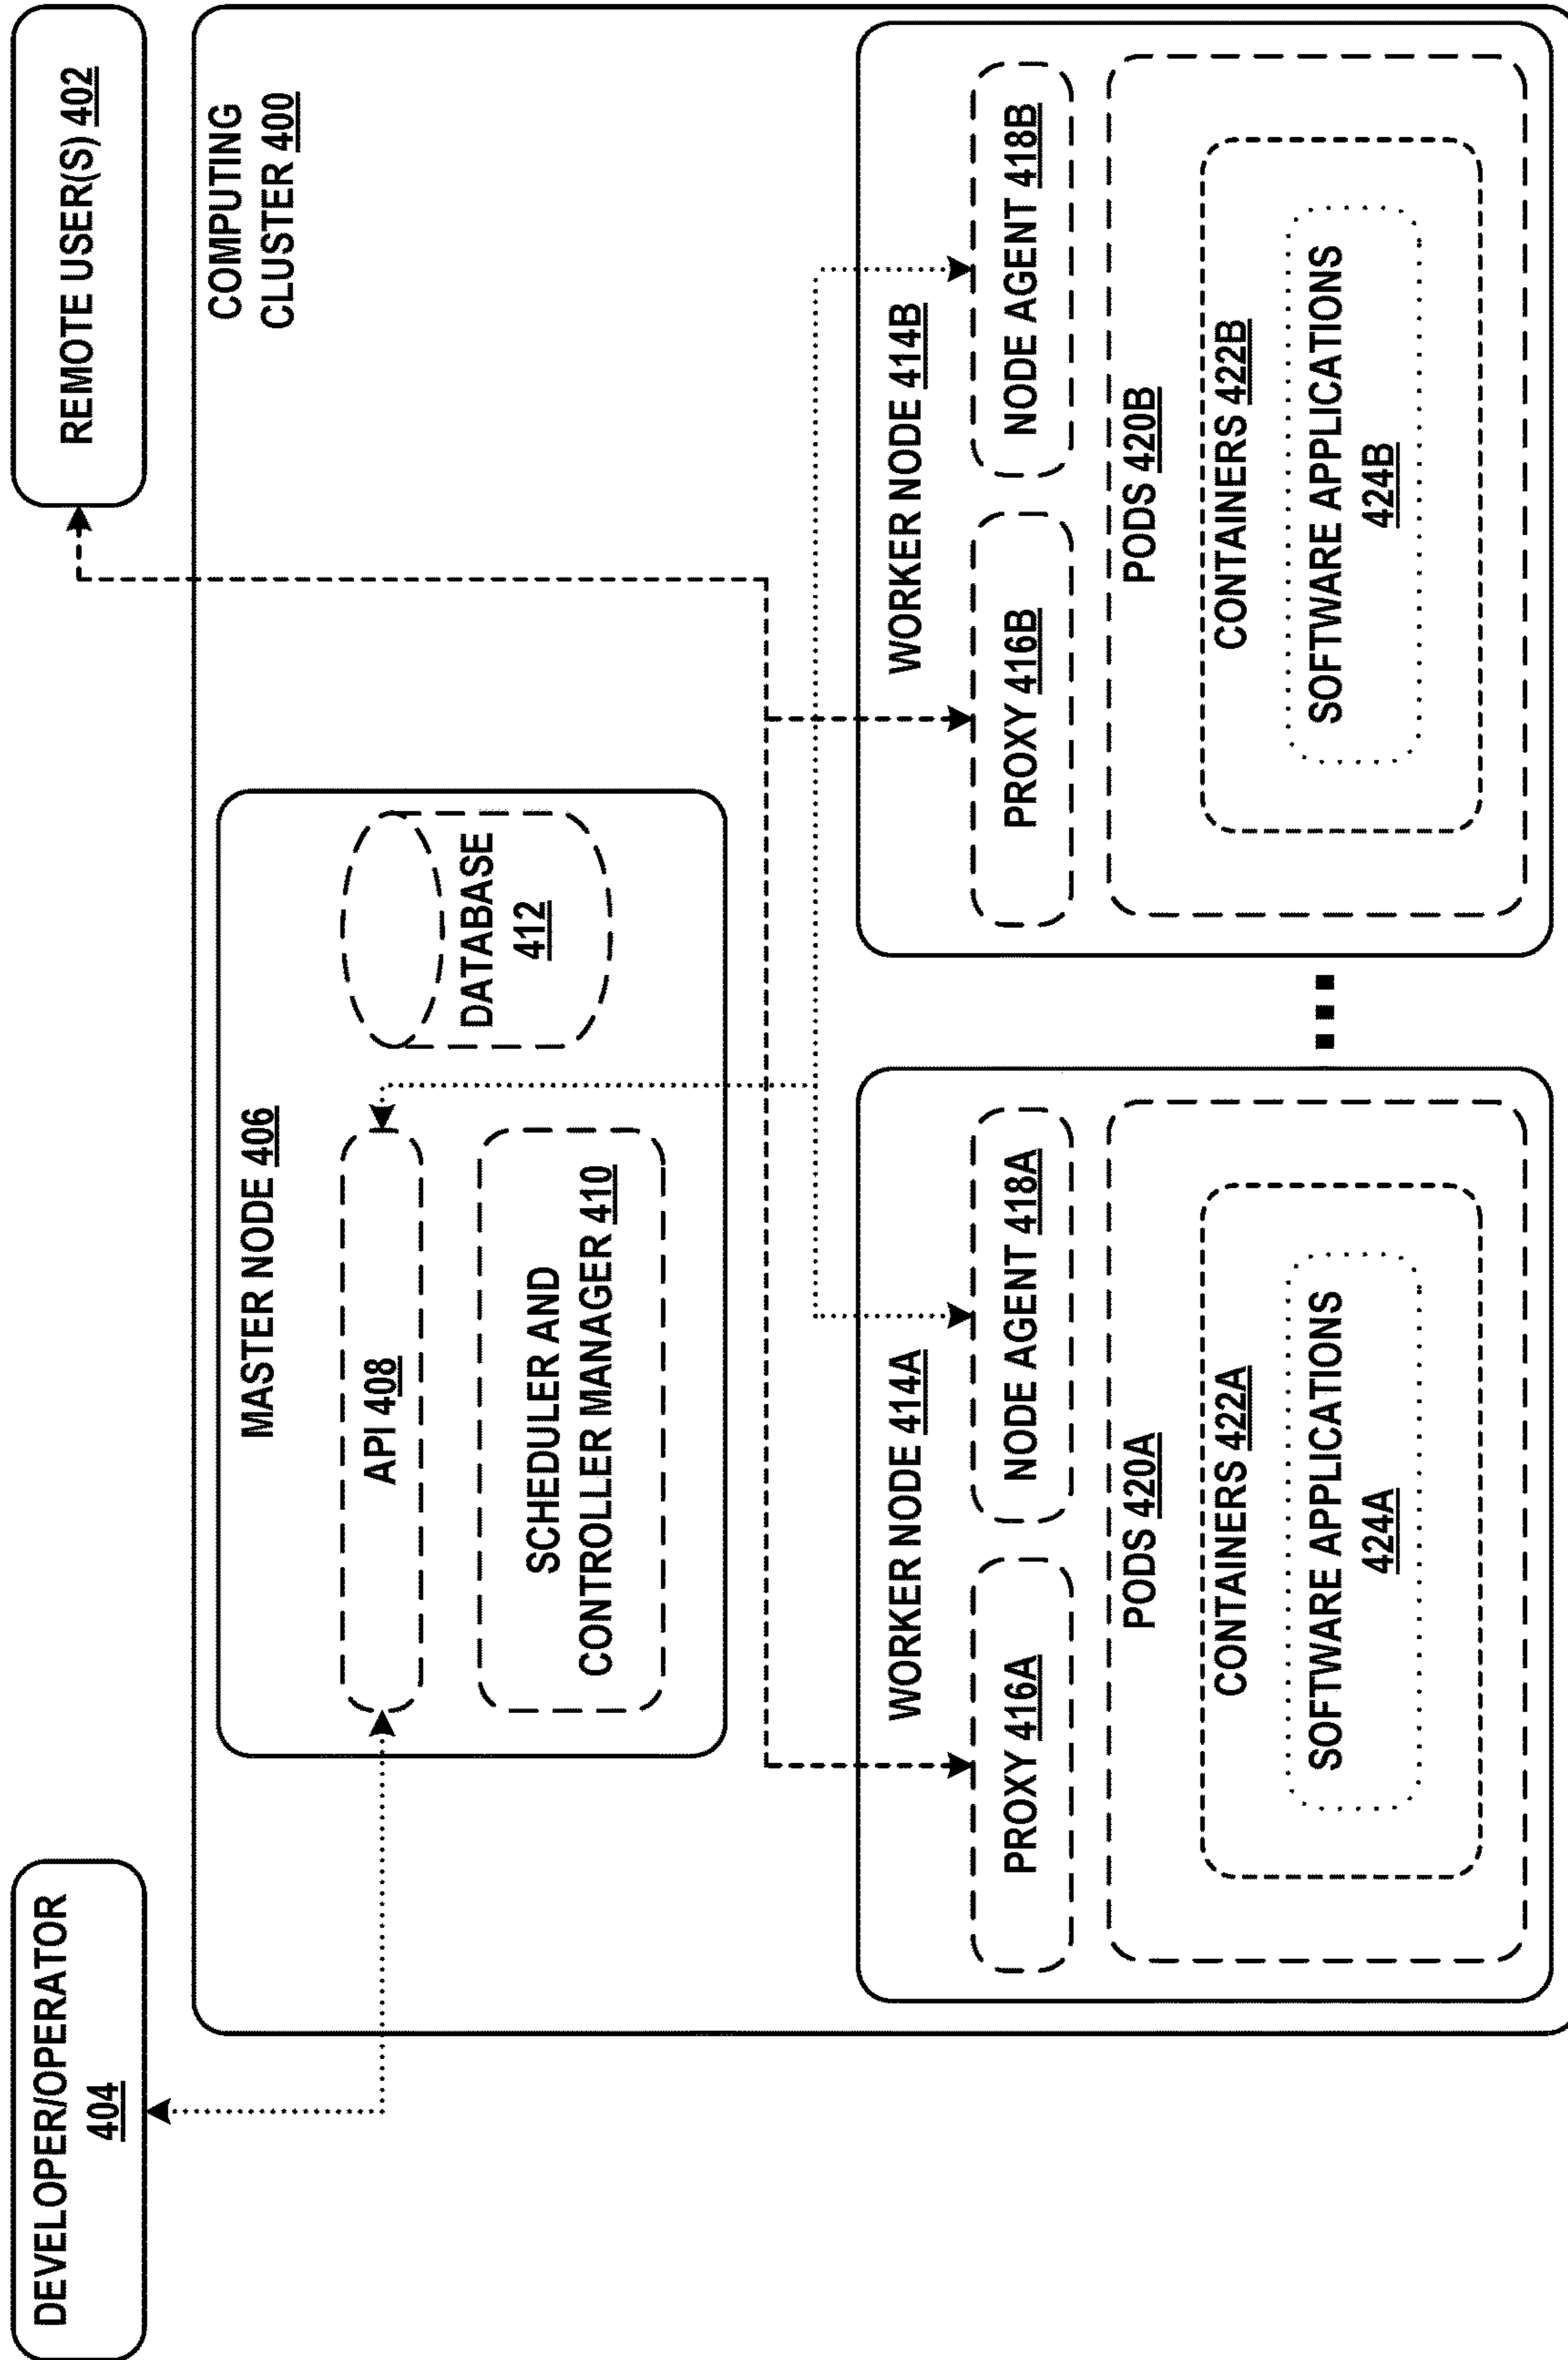 DEVELOPER/OPERATOR
404
REMOTE USER(S) 402
COMPUTING
CLUSTER 400
MASTER NODE 406
API 408
SCHEDULER AND
CONTROLLER MANAGER 410
DATABASE
412
WORKER NODE 414A
PROXY 416A
NODE AGENT 418A
PODS 420A
CONTAINERS 422A
SOFTWARE APPLICATIONS
424A
WORKER NODE 414B
PROXY 416B
NODE AGENT 418B
PODS 420B
CONTAINERS 422B
SOFTWARE APPLICATIONS
424B